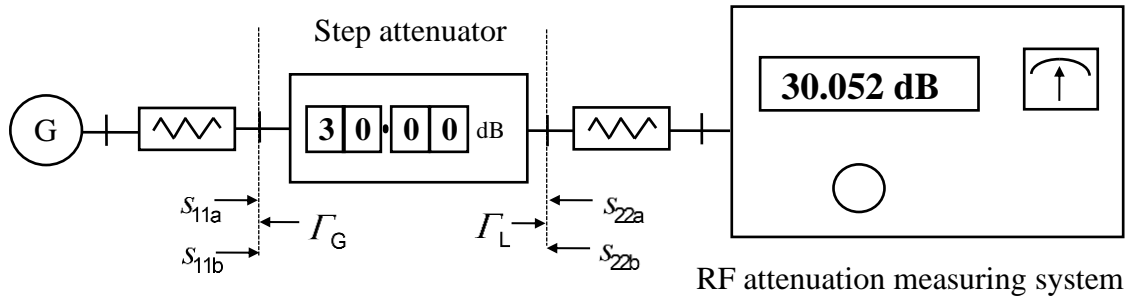 Step attenuator
30.052 dB
G
3 0 . 0 0 dB
s11a
ΓG
ΓL
s22a
s11b
s22b
RF attenuation measuring system